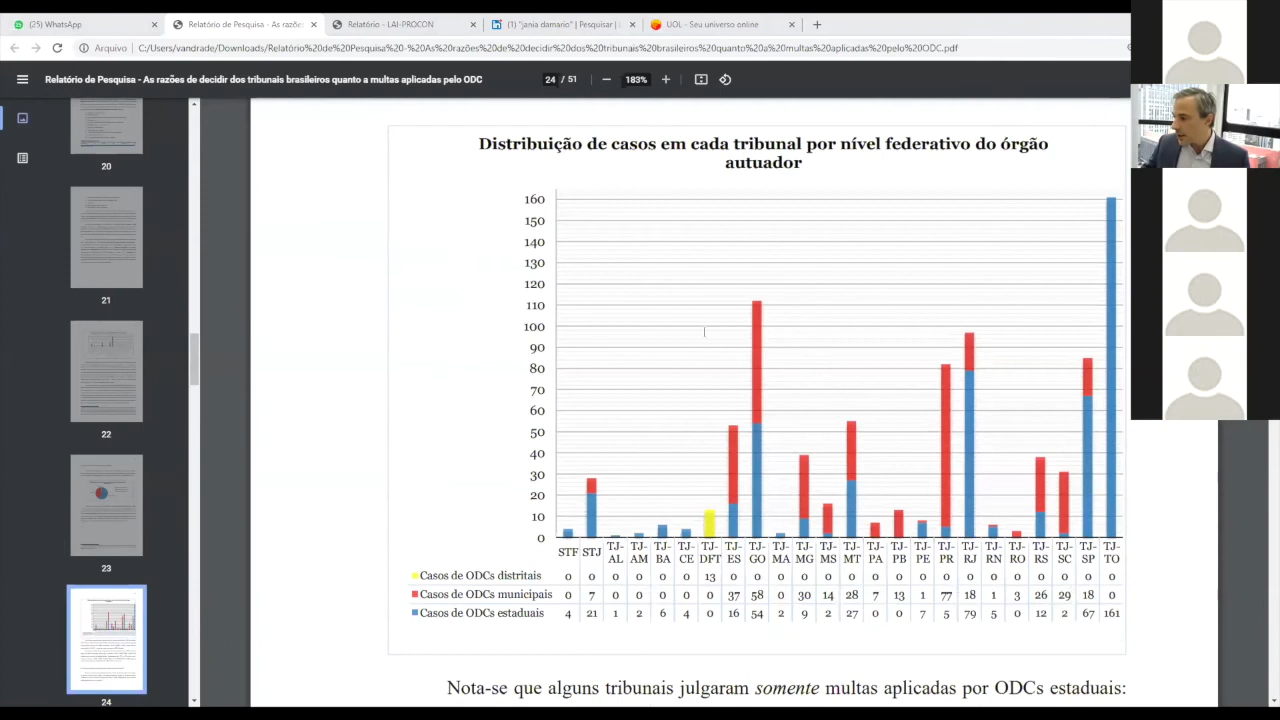 (25) WhatsApp
Relatório de Pesquisa - As razõe
Relatório – LAI-PROCON
(1) "jania damario" | Pesquisar | L
UOL - Seu universo online
Arquivo | C:/Users/vandrade/Downloads/Relatório%20de%20Pesquisa%20-%20As%20razões%20de%20decidir%20dos%20tribunais%20brasileiros%20quanto%20a%20multas%20aplicadas%20pelo%20ODC.pdf
Relatório de Pesquisa - As razões de decidir dos tribunais brasileiros quanto a multas aplicadas pelo ODC
24 / 51
183%
20
21
22
23
24
Distribuição de casos em cada tribunal por nível federativo do órgão
autuador
160
150
140
130
120
110
100
90
80
70
60
50
40
30
20
10
0
STF STJ TJ-AL TJ-AM TJ-BA TJ-CE TJ-DFT TJ-ES TJ-GO TJ-MA TJ-MG TJ-MS TJ-MT TJ-PA TJ-PB TJ-PE TJ-PR TJ-RJ TJ-RN TJ-RO TJ-RS TJ-SC TJ-SP TJ-TO
Casos de ODCs distritais 0 0 0 0 0 0 13 0 0 0 0 0 0 0 0 0 0 0 0 0 0 0 0 0
Casos de ODCs municipais 0 7 0 0 0 0 0 37 58 0 30 14 28 7 13 1 77 18 1 3 26 29 18 0
Casos de ODCs estaduais 4 21 1 2 6 4 0 16 54 2 9 2 27 0 0 7 5 79 5 0 12 2 67 161
Nota-se que alguns tribunais julgaram somente multas aplicadas por ODCs estaduais: